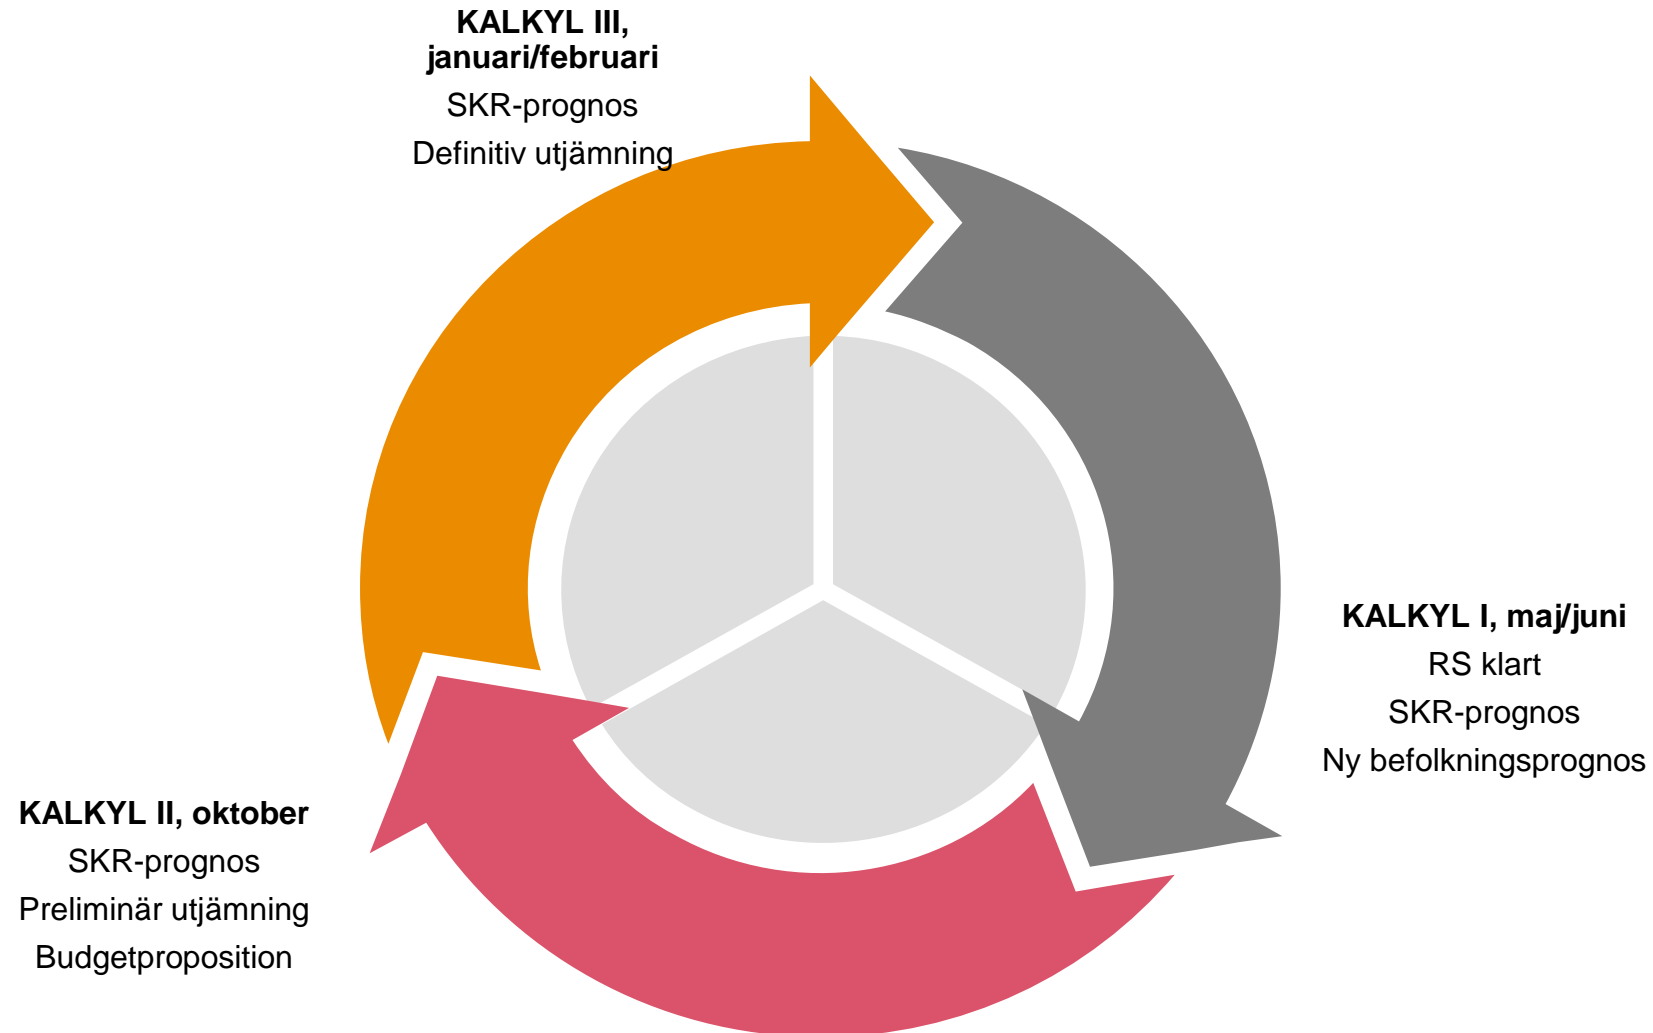 KALKYL III,
januari/februari
SKR-prognos
Definitiv utjämning
KALKYL I, maj/juni
RS klart
SKR-prognos
Ny befolkningsprognos
KALKYL II, oktober
SKR-prognos
Preliminär utjämning
Budgetproposition